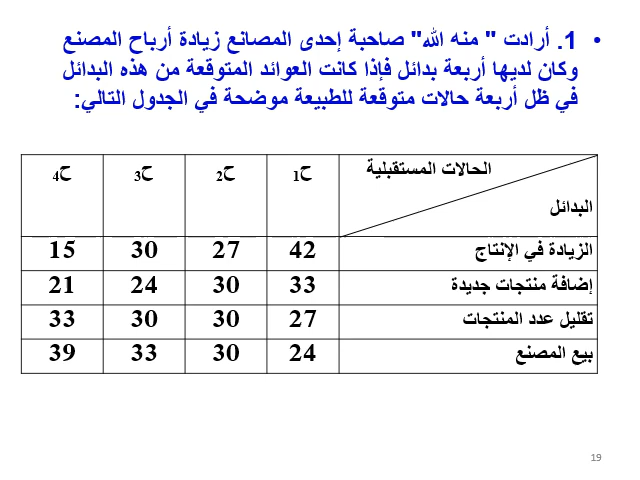 • 1. أرادت " منه الله" صاحبة إحدى المصانع زيادة أرباح المصنع
وكان لديها أربعة بدائل فإذا كانت العوائد المتوقعة من هذه البدائل
في ظل أربعة حالات متوقعة للطبيعة موضحة في الجدول التالي:
الحالات المستقبلية ح1 ح2 ح3 ح4
البدائل
الزيادة في الإنتاج 42 27 30 15
إضافة منتجات جديدة 33 30 24 21
تقليل عدد المنتجات 27 30 30 33
بيع المصنع 24 30 33 39
19